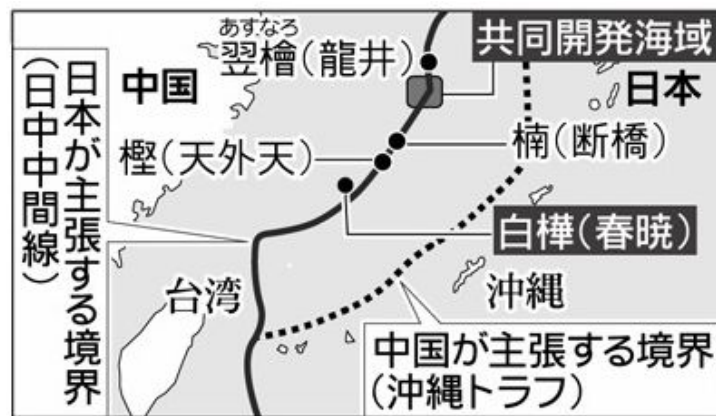 あすなろ
翌檜(龍井)
共同開発海域
中国
日本
樫(天外天)
楠(断橋)
白樺(春暁)
日本が主張する境界
(日中中間線)
台湾
沖縄
中国が主張する境界
(沖縄トラフ)